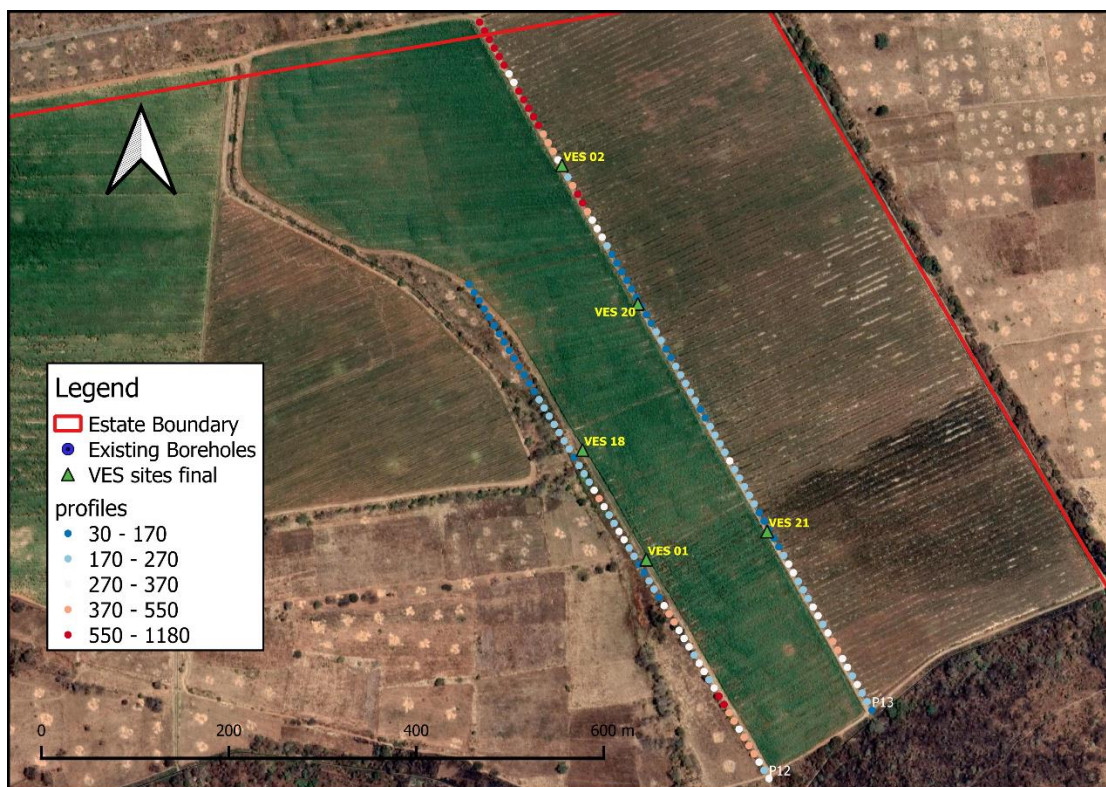 VES 02
VES 20
VES 18
VES 21
VES 01
P13
P12
Legend
Estate Boundary
Existing Boreholes
VES sites final
profiles
30 - 170
170 - 270
270 - 370
370 - 550
550 - 1180
0 200 400 600 m